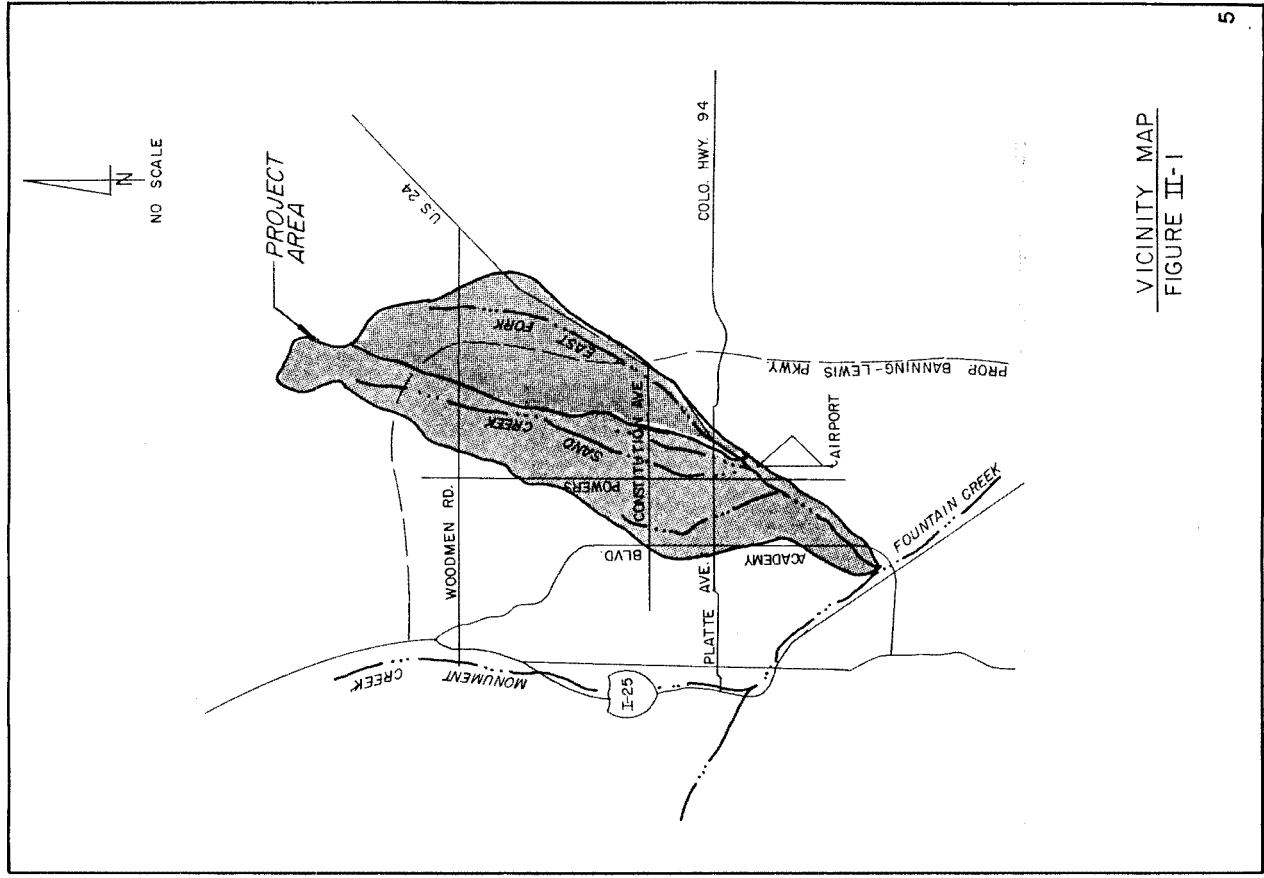 N
NO SCALE
PROJECT
AREA
U.S. 24
WOODMEN RD.
EAST
FORK
SAND
CREEK
CONSTITUTION AVE
POWERS
BLVD.
ACADEMY
PLATTE AVE.
COLO. HWY. 94
PROP. BANNING-LEWIS PKWY.
AIRPORT
FOUNTAIN CREEK
MONUMENT
CREEK
I-25
VICINITY MAP
FIGURE II-1
5